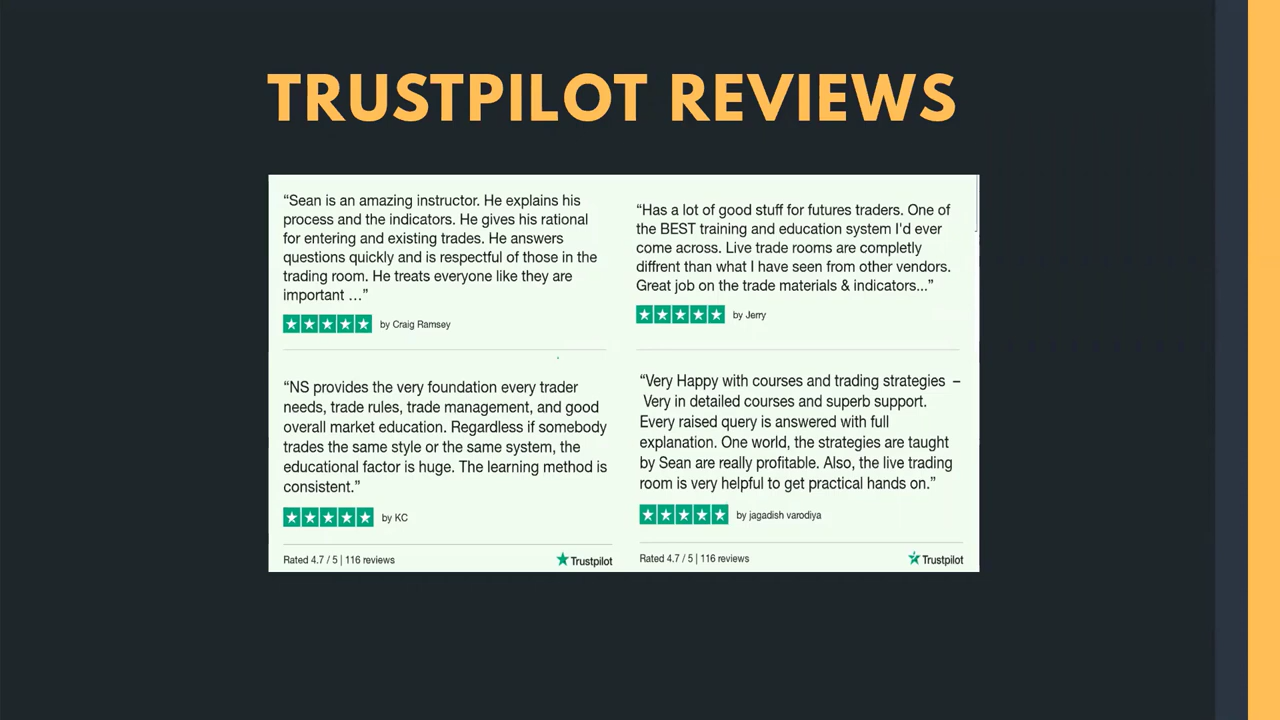 TRUSTPILOT REVIEWS
“Sean is an amazing instructor. He explains his
process and the indicators. He gives his rational
for entering and existing trades. He answers
questions quickly and is respectful of those in the
trading room. He treats everyone like they are
important …”
by Craig Ramsey
“Has a lot of good stuff for futures traders. One of
the BEST training and education system I'd ever
come across. Live trade rooms are completly
diffrent than what I have seen from other vendors.
Great job on the trade materials & indicators...”
by Jerry
“NS provides the very foundation every trader
needs, trade rules, trade management, and good
overall market education. Regardless if somebody
trades the same style or the same system, the
educational factor is huge. The learning method is
consistent.”
by KC
Rated 4.7 / 5 | 116 reviews
Trustpilot
“Very Happy with courses and trading strategies –
Very in detailed courses and superb support.
Every raised query is answered with full
explanation. One world, the strategies are taught
by Sean are really profitable. Also, the live trading
room is very helpful to get practical hands on.”
by jagadish varodiya
Rated 4.7 / 5 | 116 reviews
Trustpilot